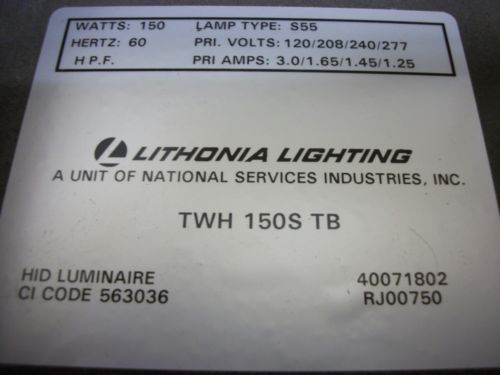 WATTS: 150 LAMP TYPE: S55
HERTZ: 60 PRI. VOLTS: 120/208/240/277
H P.F. PRI AMPS: 3.0/1.65/1.45/1.25
LITHONIA LIGHTING
A UNIT OF NATIONAL SERVICES INDUSTRIES, INC.
TWH 150S TB
HID LUMINAIRE 40071802
CI CODE 563036 RJ00750